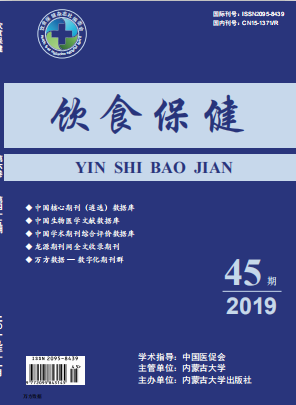 国际刊号：ISSN2095-8439
国内刊号：CN15-1371/R
饮食保健
YIN SHI BAO JIAN
◆ 中国核心期刊（遴选）数据库
◆ 中国生物医学文献数据库
◆ 中国学术期刊综合评价数据库
◆ 龙源期刊网全文收录期刊
◆ 万方数据 — 数字化期刊群
45期
2019
ISSN 2095-8439
学术指导：中国医促会
主管单位：内蒙古大学
主办单位：内蒙古大学出版社